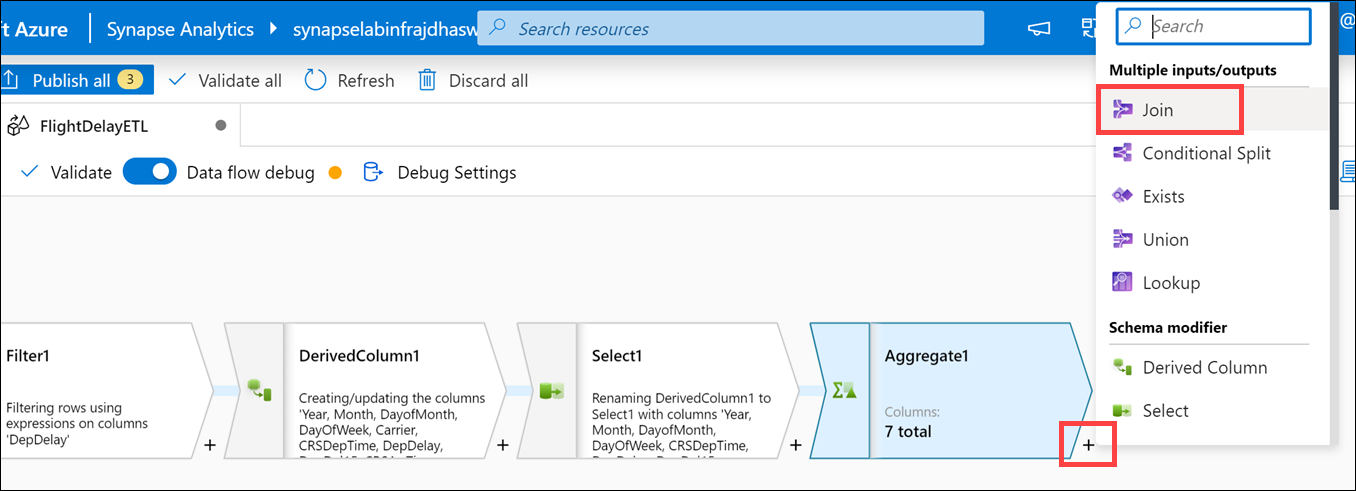 ft Azure
Synapse Analytics
synapselabinfrajdhasw
Search resources
@
Search
Publish all 3
Validate all
Refresh
Discard all
FlightDelayETL
Validate
Data flow debug
Debug Settings
Multiple inputs/outputs
Join
Conditional Split
Exists
Union
Lookup
Schema modifier
Derived Column
Select
Filter1
Filtering rows using
expressions on columns
'DepDelay'
+
DerivedColumn1
Creating/updating the columns
'Year, Month, DayofMonth,
DayOfWeek, Carrier,
CRSDepTime, DepDelay,
+
Select1
Renaming DerivedColumn1 to
Select1 with columns 'Year,
Month, DayofMonth,
DayOfWeek, CRSDepTime,
+
Aggregate1
Columns:
7 total
+